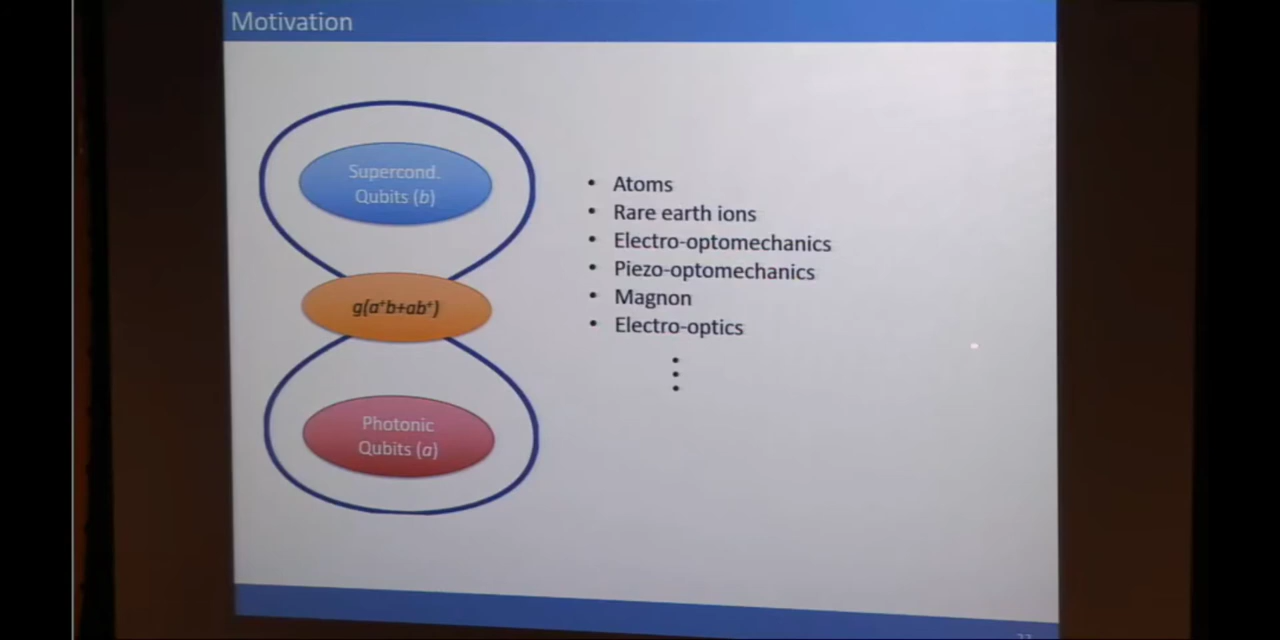 Motivation
Supercond.
Qubits (b)
g(a⁺b+ab⁺)
Photonic
Qubits (a)
• Atoms
• Rare earth ions
• Electro-optomechanics
• Piezo-optomechanics
• Magnon
• Electro-optics